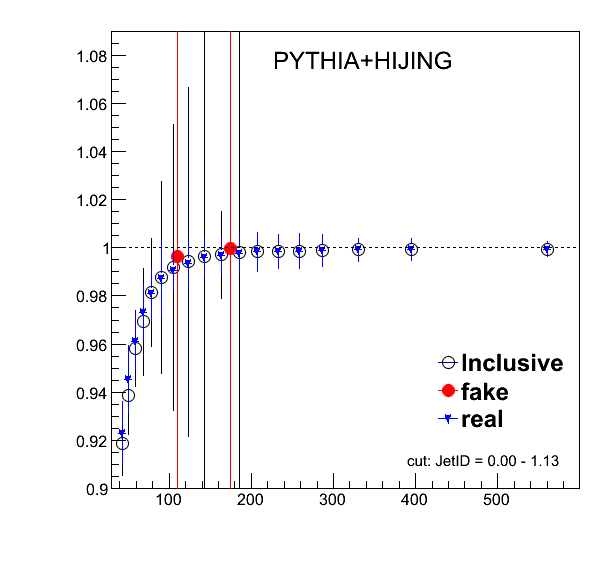 PYTHIA+HIJING
1.08
1.06
1.04
1.02
1
0.98
0.96
0.94
0.92
0.9
Inclusive
fake
real
cut: JetID = 0.00 - 1.13
100 200 300 400 500